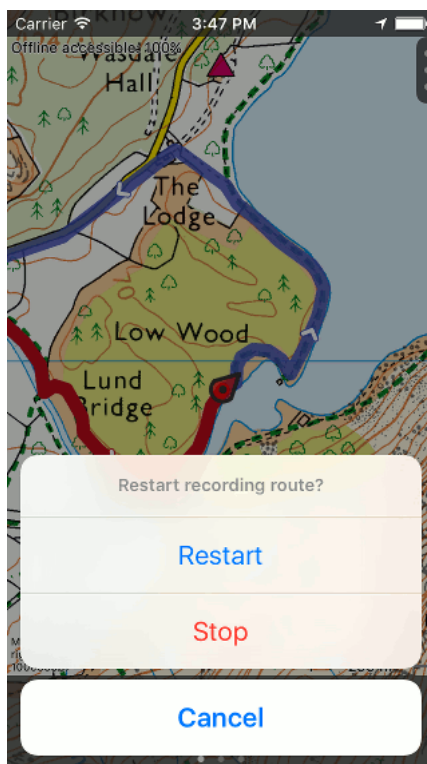 Carrier 3:47 PM
Offline accessible: 100%
Wasdale
Hall
The
Lodge
Low Wood
Lund
Bridge
Restart recording route?
Restart
Stop
Cancel